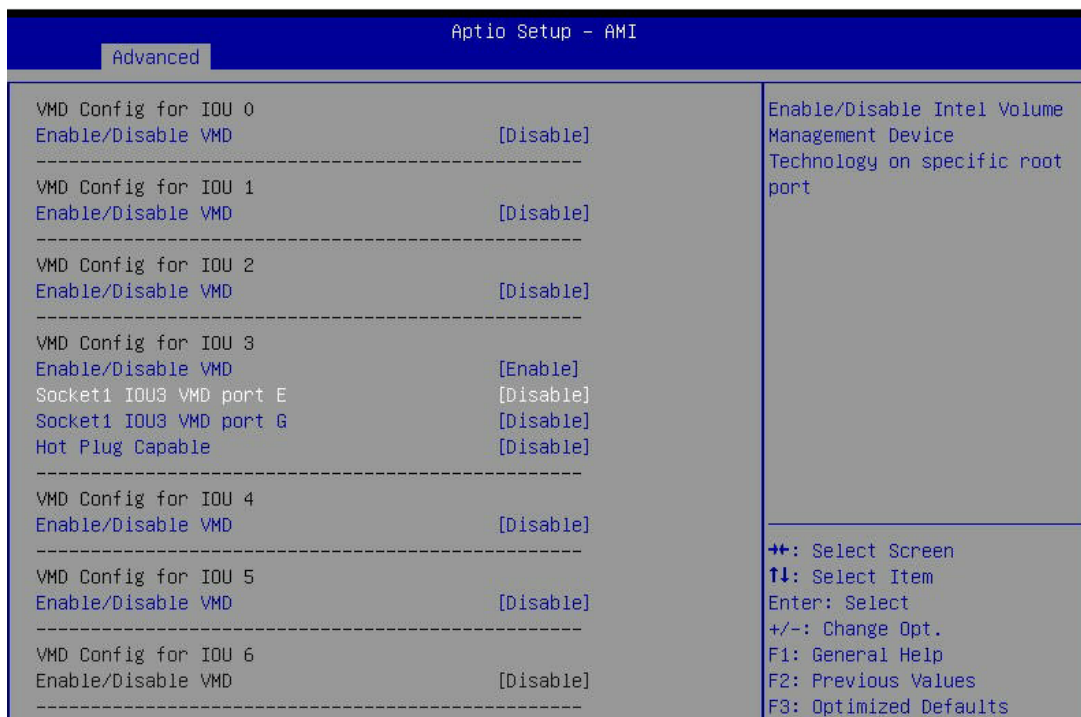 Aptio Setup - AMI
Advanced
VMD Config for IOU 0
Enable/Disable VMD [Disable]
----------------------------------------------------
VMD Config for IOU 1
Enable/Disable VMD [Disable]
----------------------------------------------------
VMD Config for IOU 2
Enable/Disable VMD [Disable]
----------------------------------------------------
VMD Config for IOU 3
Enable/Disable VMD [Enable]
Socket1 IOU3 VMD port E [Disable]
Socket1 IOU3 VMD port G [Disable]
Hot Plug Capable [Disable]
----------------------------------------------------
VMD Config for IOU 4
Enable/Disable VMD [Disable]
----------------------------------------------------
VMD Config for IOU 5
Enable/Disable VMD [Disable]
----------------------------------------------------
VMD Config for IOU 6
Enable/Disable VMD [Disable]
----------------------------------------------------
Enable/Disable Intel Volume
Management Device
Technology on specific root
port
→←: Select Screen
↑↓: Select Item
Enter: Select
+/-: Change Opt.
F1: General Help
F2: Previous Values
F3: Optimized Defaults